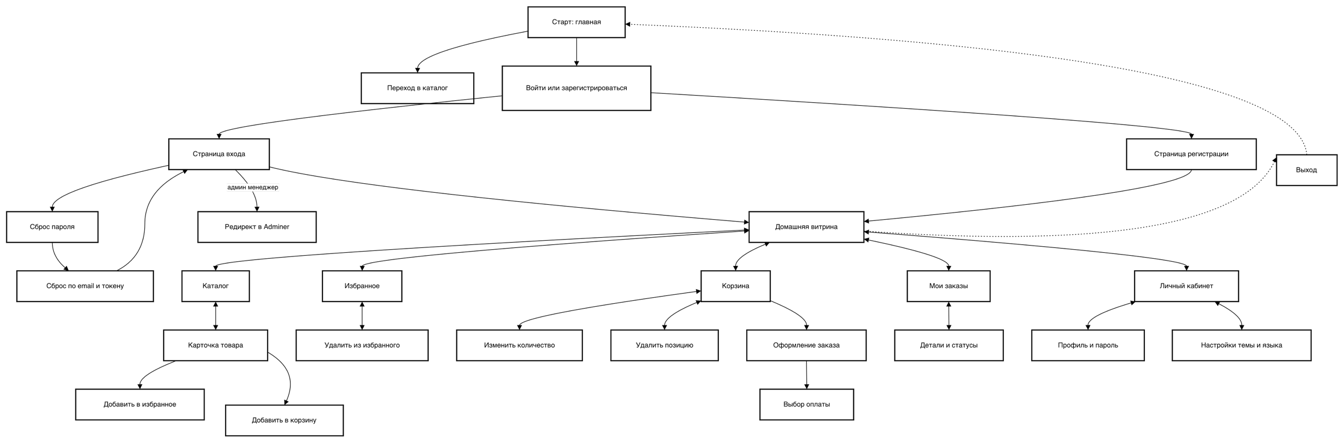 Старт: главная
Переход в каталог
Войти или зарегистрироваться
Страница входа
Страница регистрации
Выход
админ менеджер
Сброс пароля
Редирект в Adminer
Домашняя витрина
Сброс по email и токену
Каталог
Избранное
Корзина
Мои заказы
Личный кабинет
Карточка товара
Удалить из избранного
Изменить количество
Удалить позицию
Оформление заказа
Детали и статусы
Профиль и пароль
Настройки темы и языка
Добавить в избранное
Добавить в корзину
Выбор оплаты